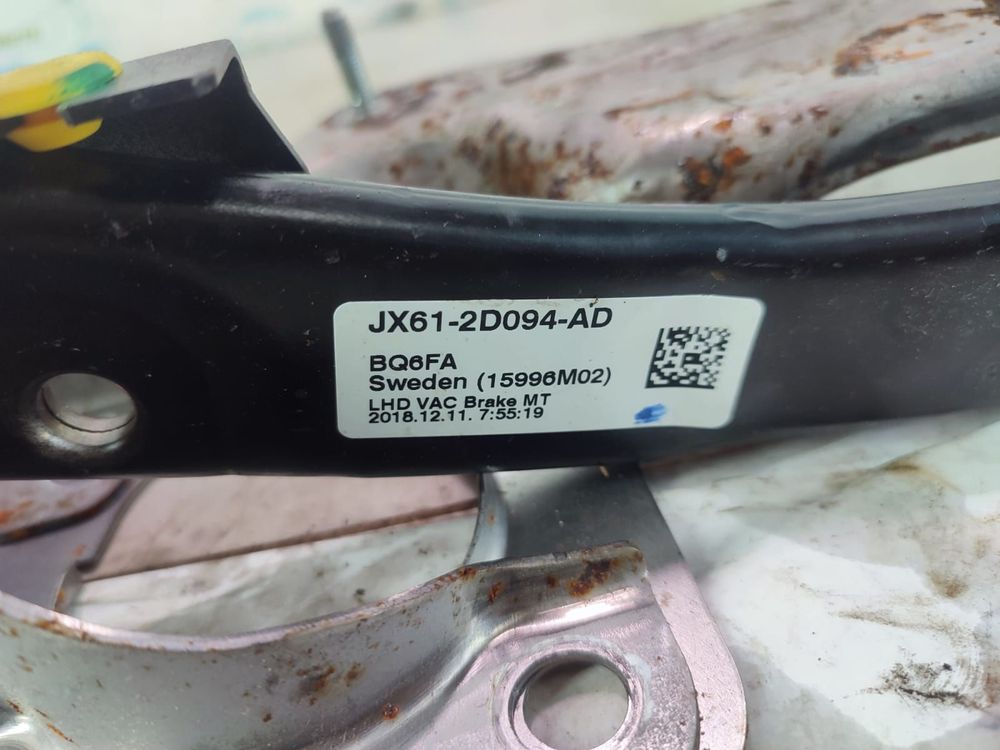 JX61-2D094-AD
BQ6FA
Sweden (15996M02)
LHD VAC Brake MT
2018.12.11. 7:55:19